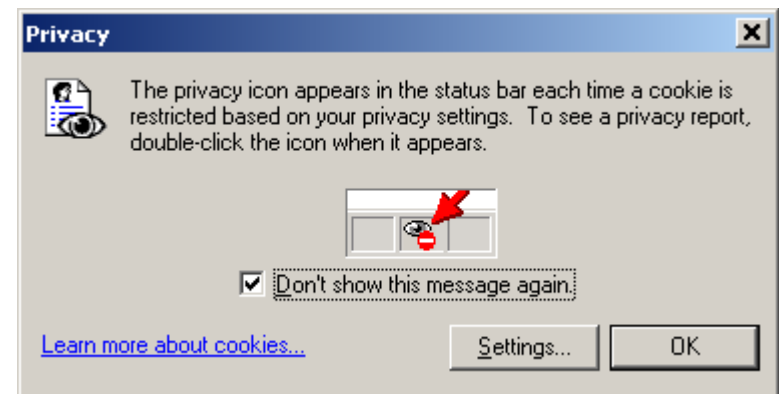 Privacy
The privacy icon appears in the status bar each time a cookie is
restricted based on your privacy settings.  To see a privacy report,
double-click the icon when it appears.
Don't show this message again.
Learn more about cookies...
Settings...
OK